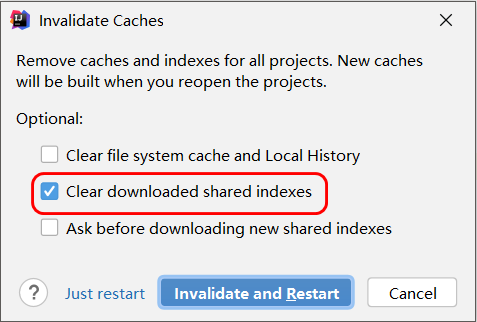 Invalidate Caches
Remove caches and indexes for all projects. New caches
will be built when you reopen the projects.
Optional:
Clear file system cache and Local History
Clear downloaded shared indexes
Ask before downloading new shared indexes
? Just restart Invalidate and Restart Cancel